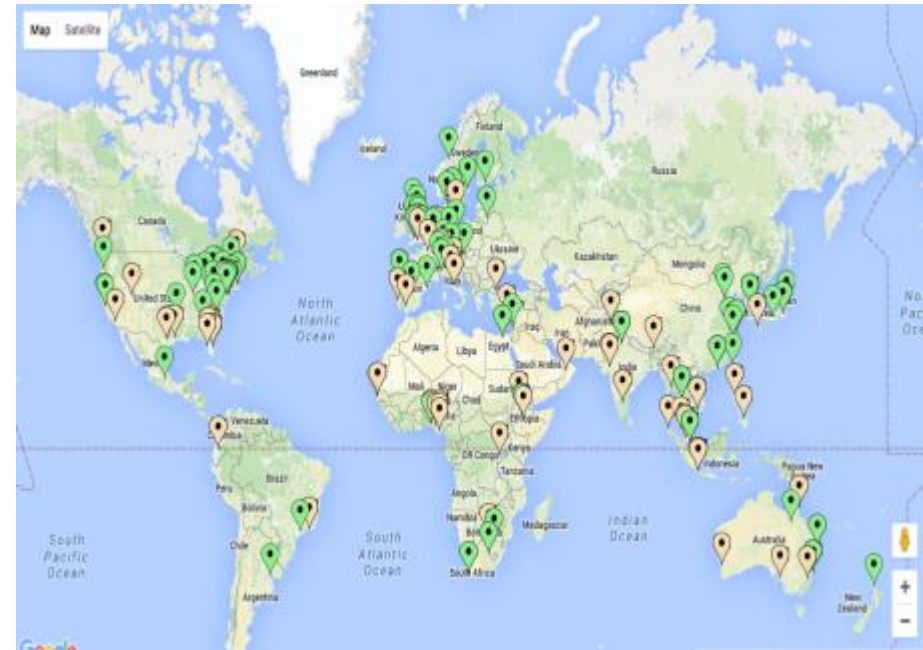 Map Satellite
Greenland
Finland
Iceland
Sweden
Russia
Canada
Ukraine
Kazakhstan
Mongolia
United States
North
Atlantic
Ocean
China
Afghanistan
Iraq
Iran
Algeria
Libya
Egypt
Saudi Arabia
India
Mali
Niger
Chad
Sudan
Ethiopia
Venezuela
DR Congo
Kenya
Indonesia
Tanzania
Papua New
Brazil
Peru
Angola
Bolivia
Namibia
Madagascar
Indian
Ocean
Australia
Chile
South
Pacific
Ocean
South
Atlantic
Ocean
South Africa
Argentina
New
Zealand
+
−
Google